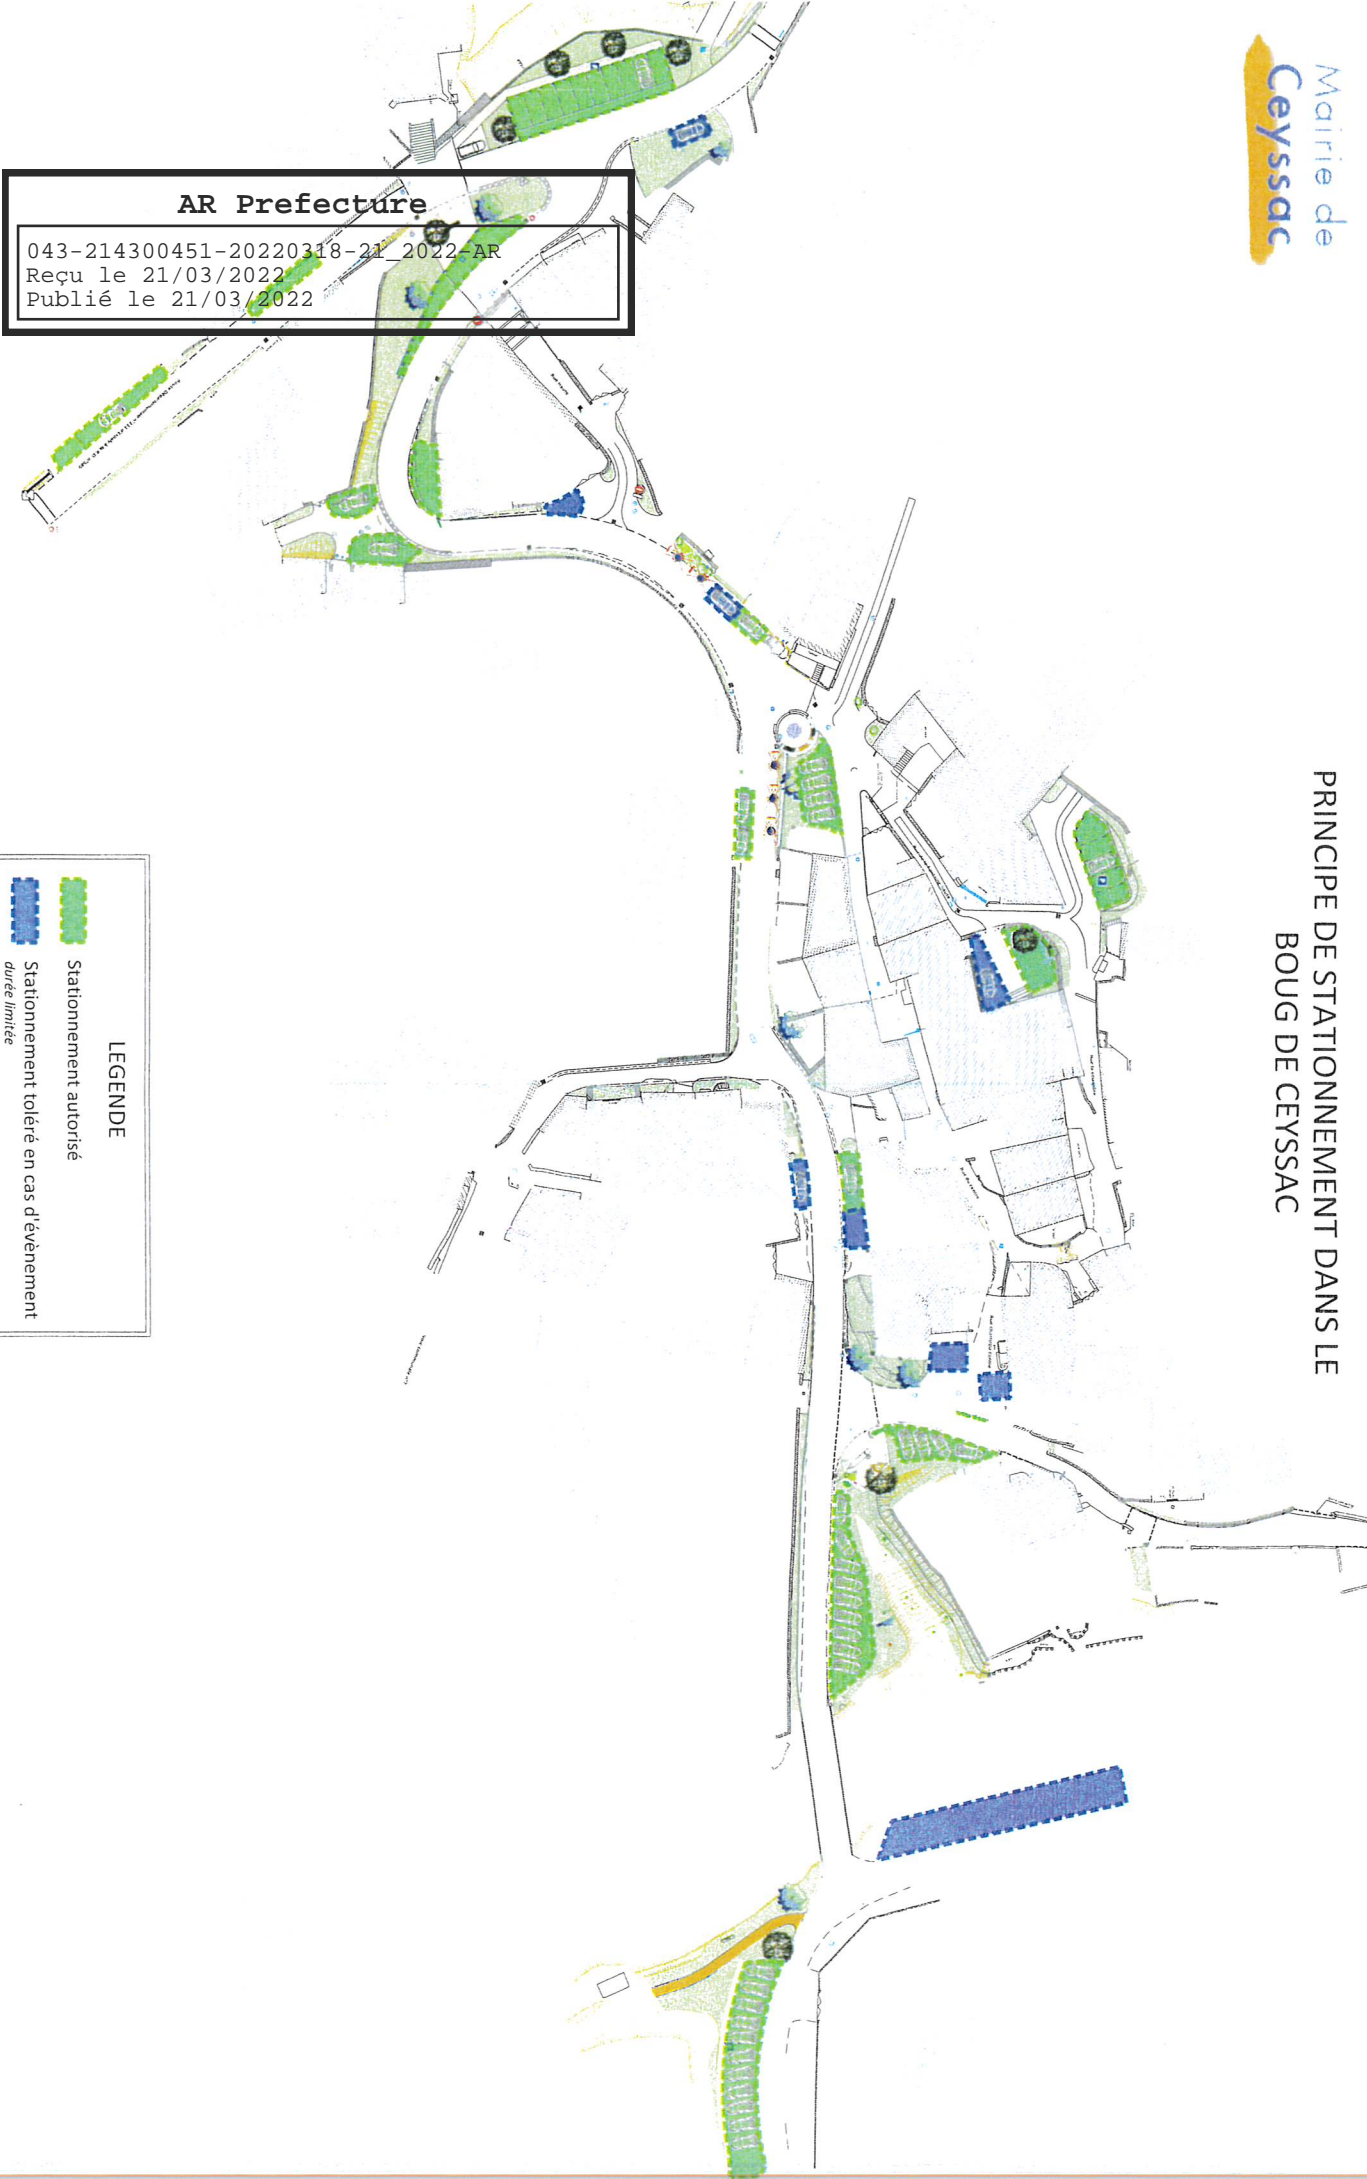 Mairie de
Ceyssac
PRINCIPE DE STATIONNEMENT DANS LE
BOUG DE CEYSSAC
AR Prefecture
043-214300451-20220318-21_2022-AR
Reçu le 21/03/2022
Publié le 21/03/2022
LEGENDE
Stationnement autorisé
Stationnement toléré en cas d'évènement
durée limitée